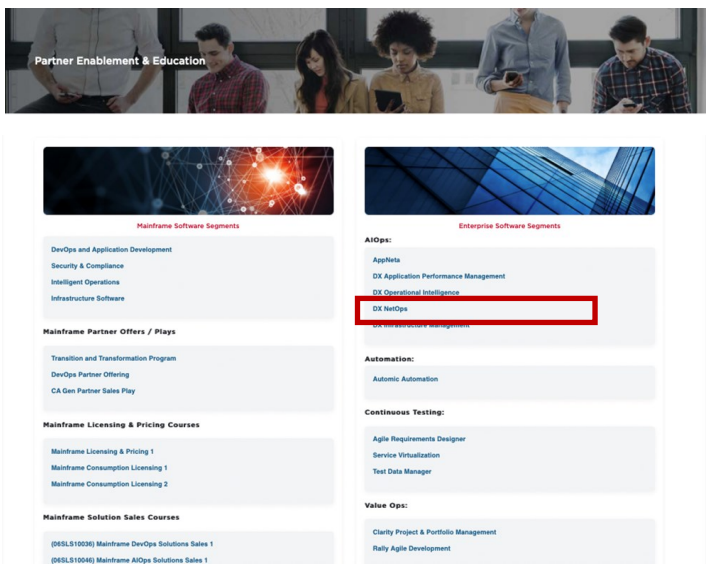 Partner Enablement & Education
Mainframe Software Segments
DevOps and Application Development
Security & Compliance
Intelligent Operations
Infrastructure Software
Mainframe Partner Offers / Plays
Transition and Transformation Program
DevOps Partner Offering
CA Gen Partner Sales Play
Mainframe Licensing & Pricing Courses
Mainframe Licensing & Pricing 1
Mainframe Consumption Licensing 1
Mainframe Consumption Licensing 2
Mainframe Solution Sales Courses
(06SLS10036) Mainframe DevOps Solutions Sales 1
(06SLS10046) Mainframe AIOps Solutions Sales 1
Enterprise Software Segments
AIOps:
AppNeta
DX Application Performance Management
DX Operational Intelligence
DX NetOps
DX Infrastructure Management
Automation:
Automic Automation
Continuous Testing:
Agile Requirements Designer
Service Virtualization
Test Data Manager
Value Ops:
Clarity Project & Portfolio Management
Rally Agile Development